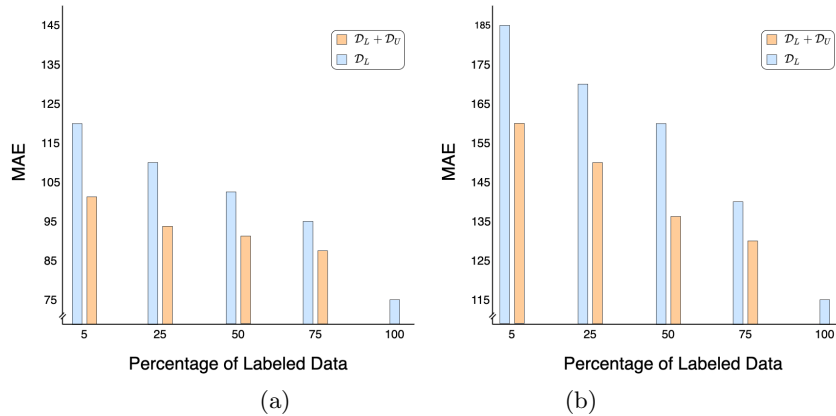 145
135
125
115
105
95
85
75
MAE
𝒟_L + 𝒟_U
𝒟_L
5 25 50 75 100
Percentage of Labeled Data
(a)
185
175
165
155
145
135
125
115
MAE
𝒟_L + 𝒟_U
𝒟_L
5 25 50 75 100
Percentage of Labeled Data
(b)